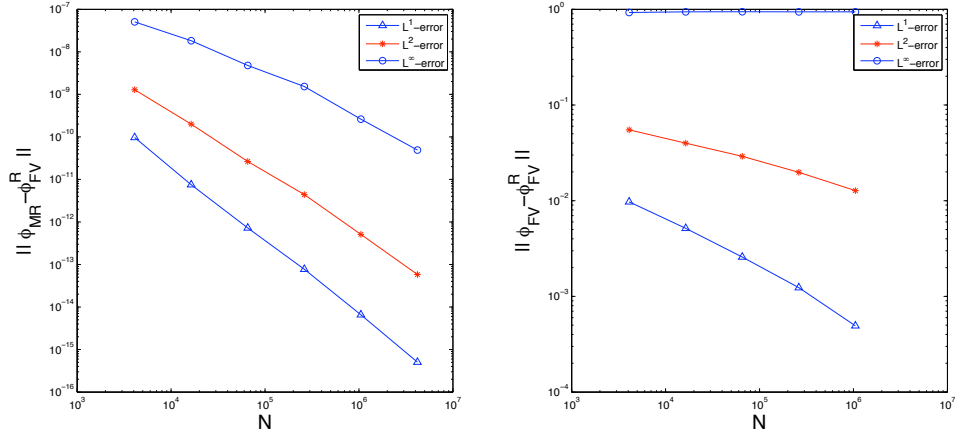 10^-7
10^-8
10^-9
10^-10
10^-11
10^-12
10^-13
10^-14
10^-15
10^-16
|| ϕ_MR−ϕ^R_FV ||
10^3
10^4
10^5
10^6
10^7
N
L^1−error
L^2−error
L^∞−error
10^0
10^-1
10^-2
10^-3
10^-4
|| ϕ_FV−ϕ^R_FV ||
10^3
10^4
10^5
10^6
10^7
N
L^1−error
L^2−error
L^∞−error